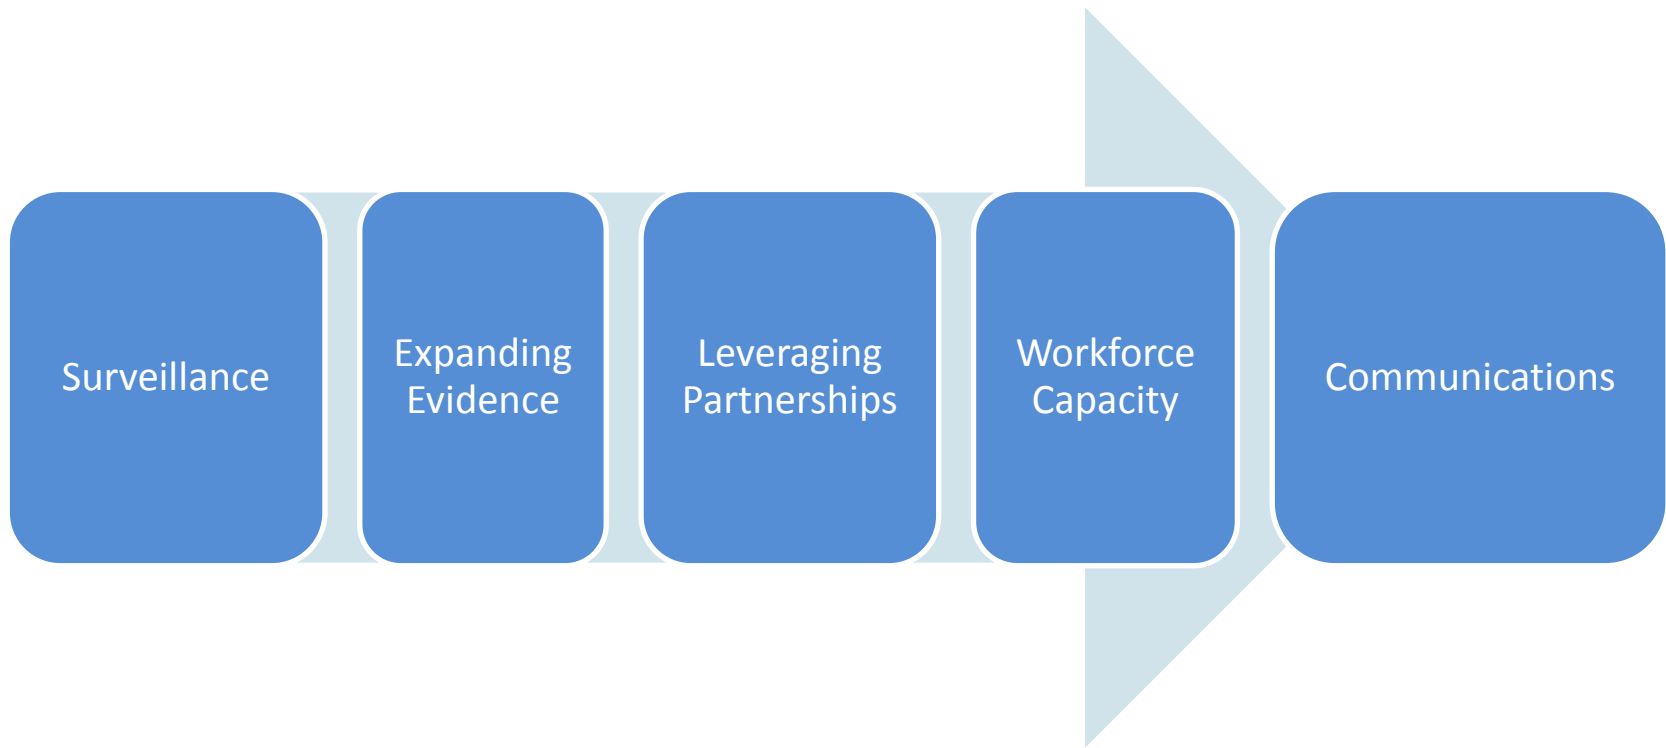 Surveillance
Expanding
Evidence
Leveraging
Partnerships
Workforce
Capacity
Communications